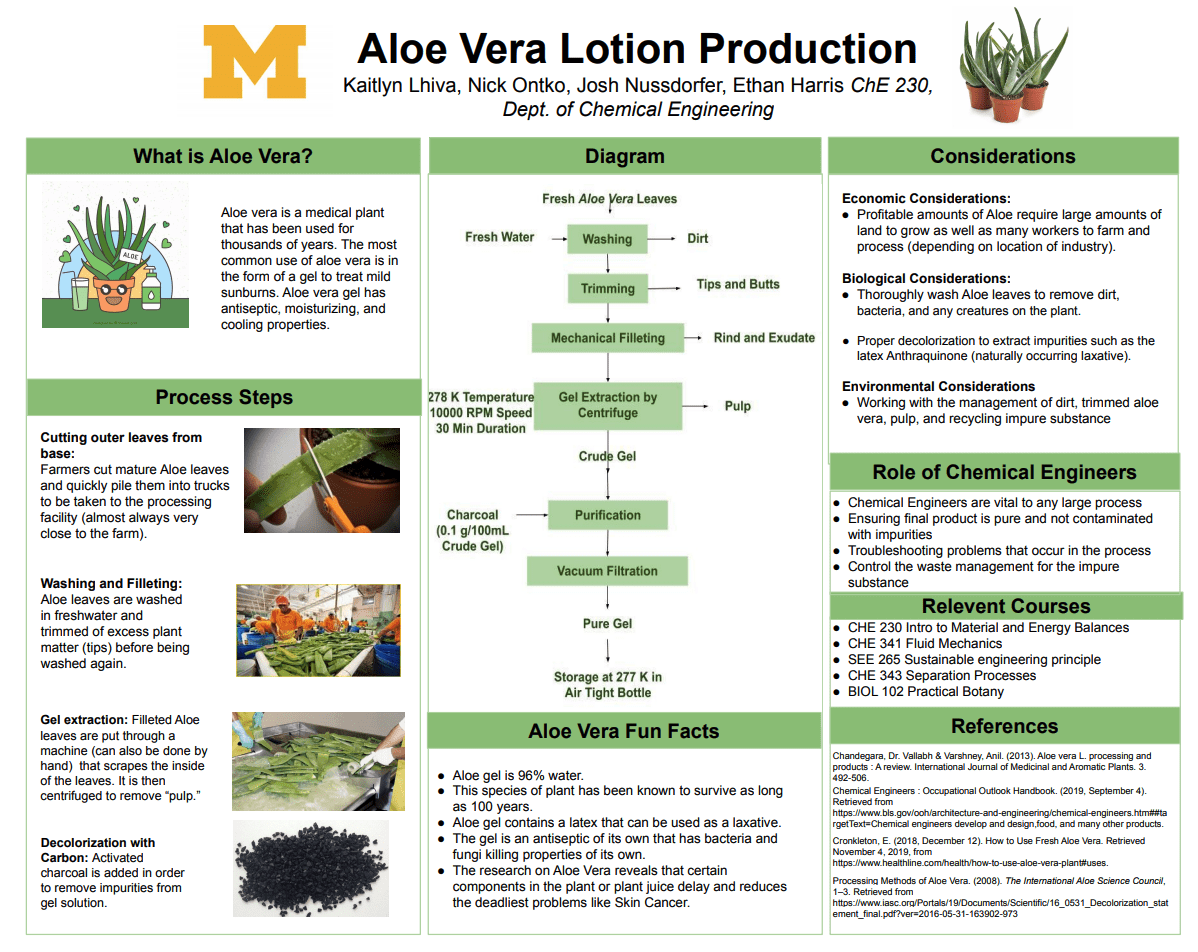 M
Aloe Vera Lotion Production
Kaitlyn Lhiva, Nick Ontko, Josh Nussdorfer, Ethan Harris ChE 230,
Dept. of Chemical Engineering
What is Aloe Vera?
ALOE
Aloe vera is a medical plant
that has been used for
thousands of years. The most
common use of aloe vera is in
the form of a gel to treat mild
sunburns. Aloe vera gel has
antiseptic, moisturizing, and
cooling properties.
Process Steps
Cutting outer leaves from
base:
Farmers cut mature Aloe leaves
and quickly pile them into trucks
to be taken to the processing
facility (almost always very
close to the farm).
Washing and Filleting:
Aloe leaves are washed
in freshwater and
trimmed of excess plant
matter (tips) before being
washed again.
Gel extraction: Filleted Aloe
leaves are put through a
machine (can also be done by
hand) that scrapes the inside
of the leaves. It is then
centrifuged to remove “pulp.”
Decolorization with
Carbon: Activated
charcoal is added in order
to remove impurities from
gel solution.
Diagram
Fresh Aloe Vera Leaves
Fresh Water
Washing
Dirt
Trimming
Tips and Butts
Mechanical Filleting
Rind and Exudate
278 K Temperature
10000 RPM Speed
30 Min Duration
Gel Extraction by
Centrifuge
Pulp
Crude Gel
Charcoal
(0.1 g/100mL
Crude Gel)
Purification
Vacuum Filtration
Pure Gel
Storage at 277 K in
Air Tight Bottle
Aloe Vera Fun Facts
● Aloe gel is 96% water.
● This species of plant has been known to survive as long
as 100 years.
● Aloe gel contains a latex that can be used as a laxative.
● The gel is an antiseptic of its own that has bacteria and
fungi killing properties of its own.
● The research on Aloe Vera reveals that certain
components in the plant or plant juice delay and reduces
the deadliest problems like Skin Cancer.
Considerations
Economic Considerations:
● Profitable amounts of Aloe require large amounts of
land to grow as well as many workers to farm and
process (depending on location of industry).
Biological Considerations:
● Thoroughly wash Aloe leaves to remove dirt,
bacteria, and any creatures on the plant.
● Proper decolorization to extract impurities such as the
latex Anthraquinone (naturally occurring laxative).
Environmental Considerations
● Working with the management of dirt, trimmed aloe
vera, pulp, and recycling impure substance
Role of Chemical Engineers
● Chemical Engineers are vital to any large process
● Ensuring final product is pure and not contaminated
with impurities
● Troubleshooting problems that occur in the process
● Control the waste management for the impure
substance
Relevent Courses
● CHE 230 Intro to Material and Energy Balances
● CHE 341 Fluid Mechanics
● SEE 265 Sustainable engineering principle
● CHE 343 Separation Processes
● BIOL 102 Practical Botany
References
Chandegara, Dr. Vallabh & Varshney, Anil. (2013). Aloe vera L. processing and
products : A review. International Journal of Medicinal and Aromatic Plants. 3.
492-506.
Chemical Engineers : Occupational Outlook Handbook. (2019, September 4).
Retrieved from
https://www.bls.gov/ooh/architecture-and-engineering/chemical-engineers.htm##ta
rgetText=Chemical engineers develop and design,food, and many other products.
Cronkleton, E. (2018, December 12). How to Use Fresh Aloe Vera. Retrieved
November 4, 2019, from
https://www.healthline.com/health/how-to-use-aloe-vera-plant#uses.
Processing Methods of Aloe Vera. (2008). The International Aloe Science Council,
1–3. Retrieved from
https://www.iasc.org/Portals/19/Documents/Scientific/16_0531_Decolorization_stat
ement_final.pdf?ver=2016-05-31-163902-973